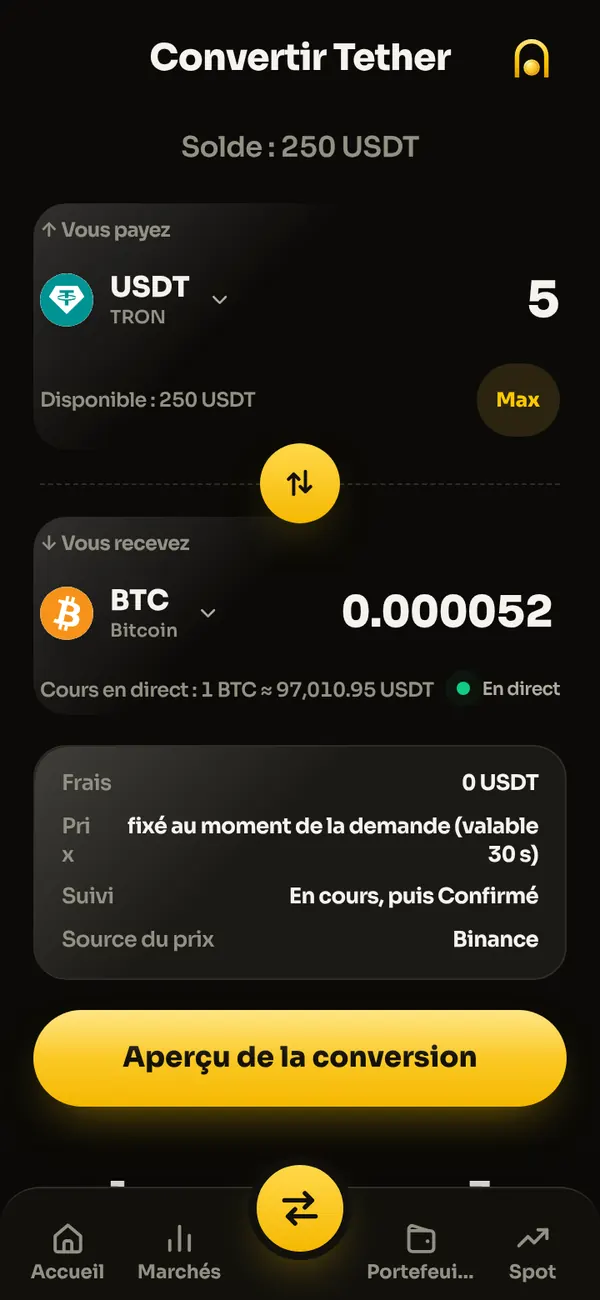 Convertir Tether
Solde : 250 USDT
↑ Vous payez
USDT
TRON
5
Disponible : 250 USDT
Max
↓ Vous recevez
BTC
Bitcoin
0.000052
Cours en direct : 1 BTC ≈ 97,010.95 USDT
En direct
Frais 0 USDT
Pri fixé au moment de la demande (valable
x 30 s)
Suivi En cours, puis Confirmé
Source du prix Binance
Aperçu de la conversion
Accueil
Marchés
Portefeui...
Spot